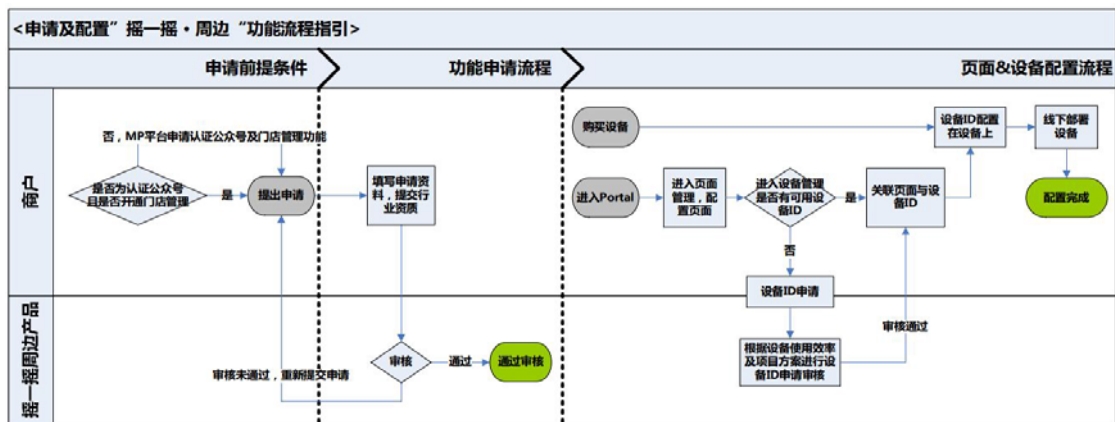 <申请及配置”摇一摇·周边“功能流程指引>
申请前提条件
功能申请流程
页面&设备配置流程
商户
否，MP平台申请认证公众号及门店管理功能
是否为认证公众号
且是否开通门店管理
是
提出申请
填写申请资
料，提交行
业资质
购买设备
设备ID配置
在设备上
线下部署
设备
进入Portal
进入页面
管理，配
置页面
进入设备管理
是否有可用设
备ID
是
关联页面与设
备ID
配置完成
否
设备ID申请
摇一摇周边产品
审核
通过
通过审核
审核未通过，重新提交申请
根据设备使用效率
及项目方案进行设
备ID申请审核
审核通过